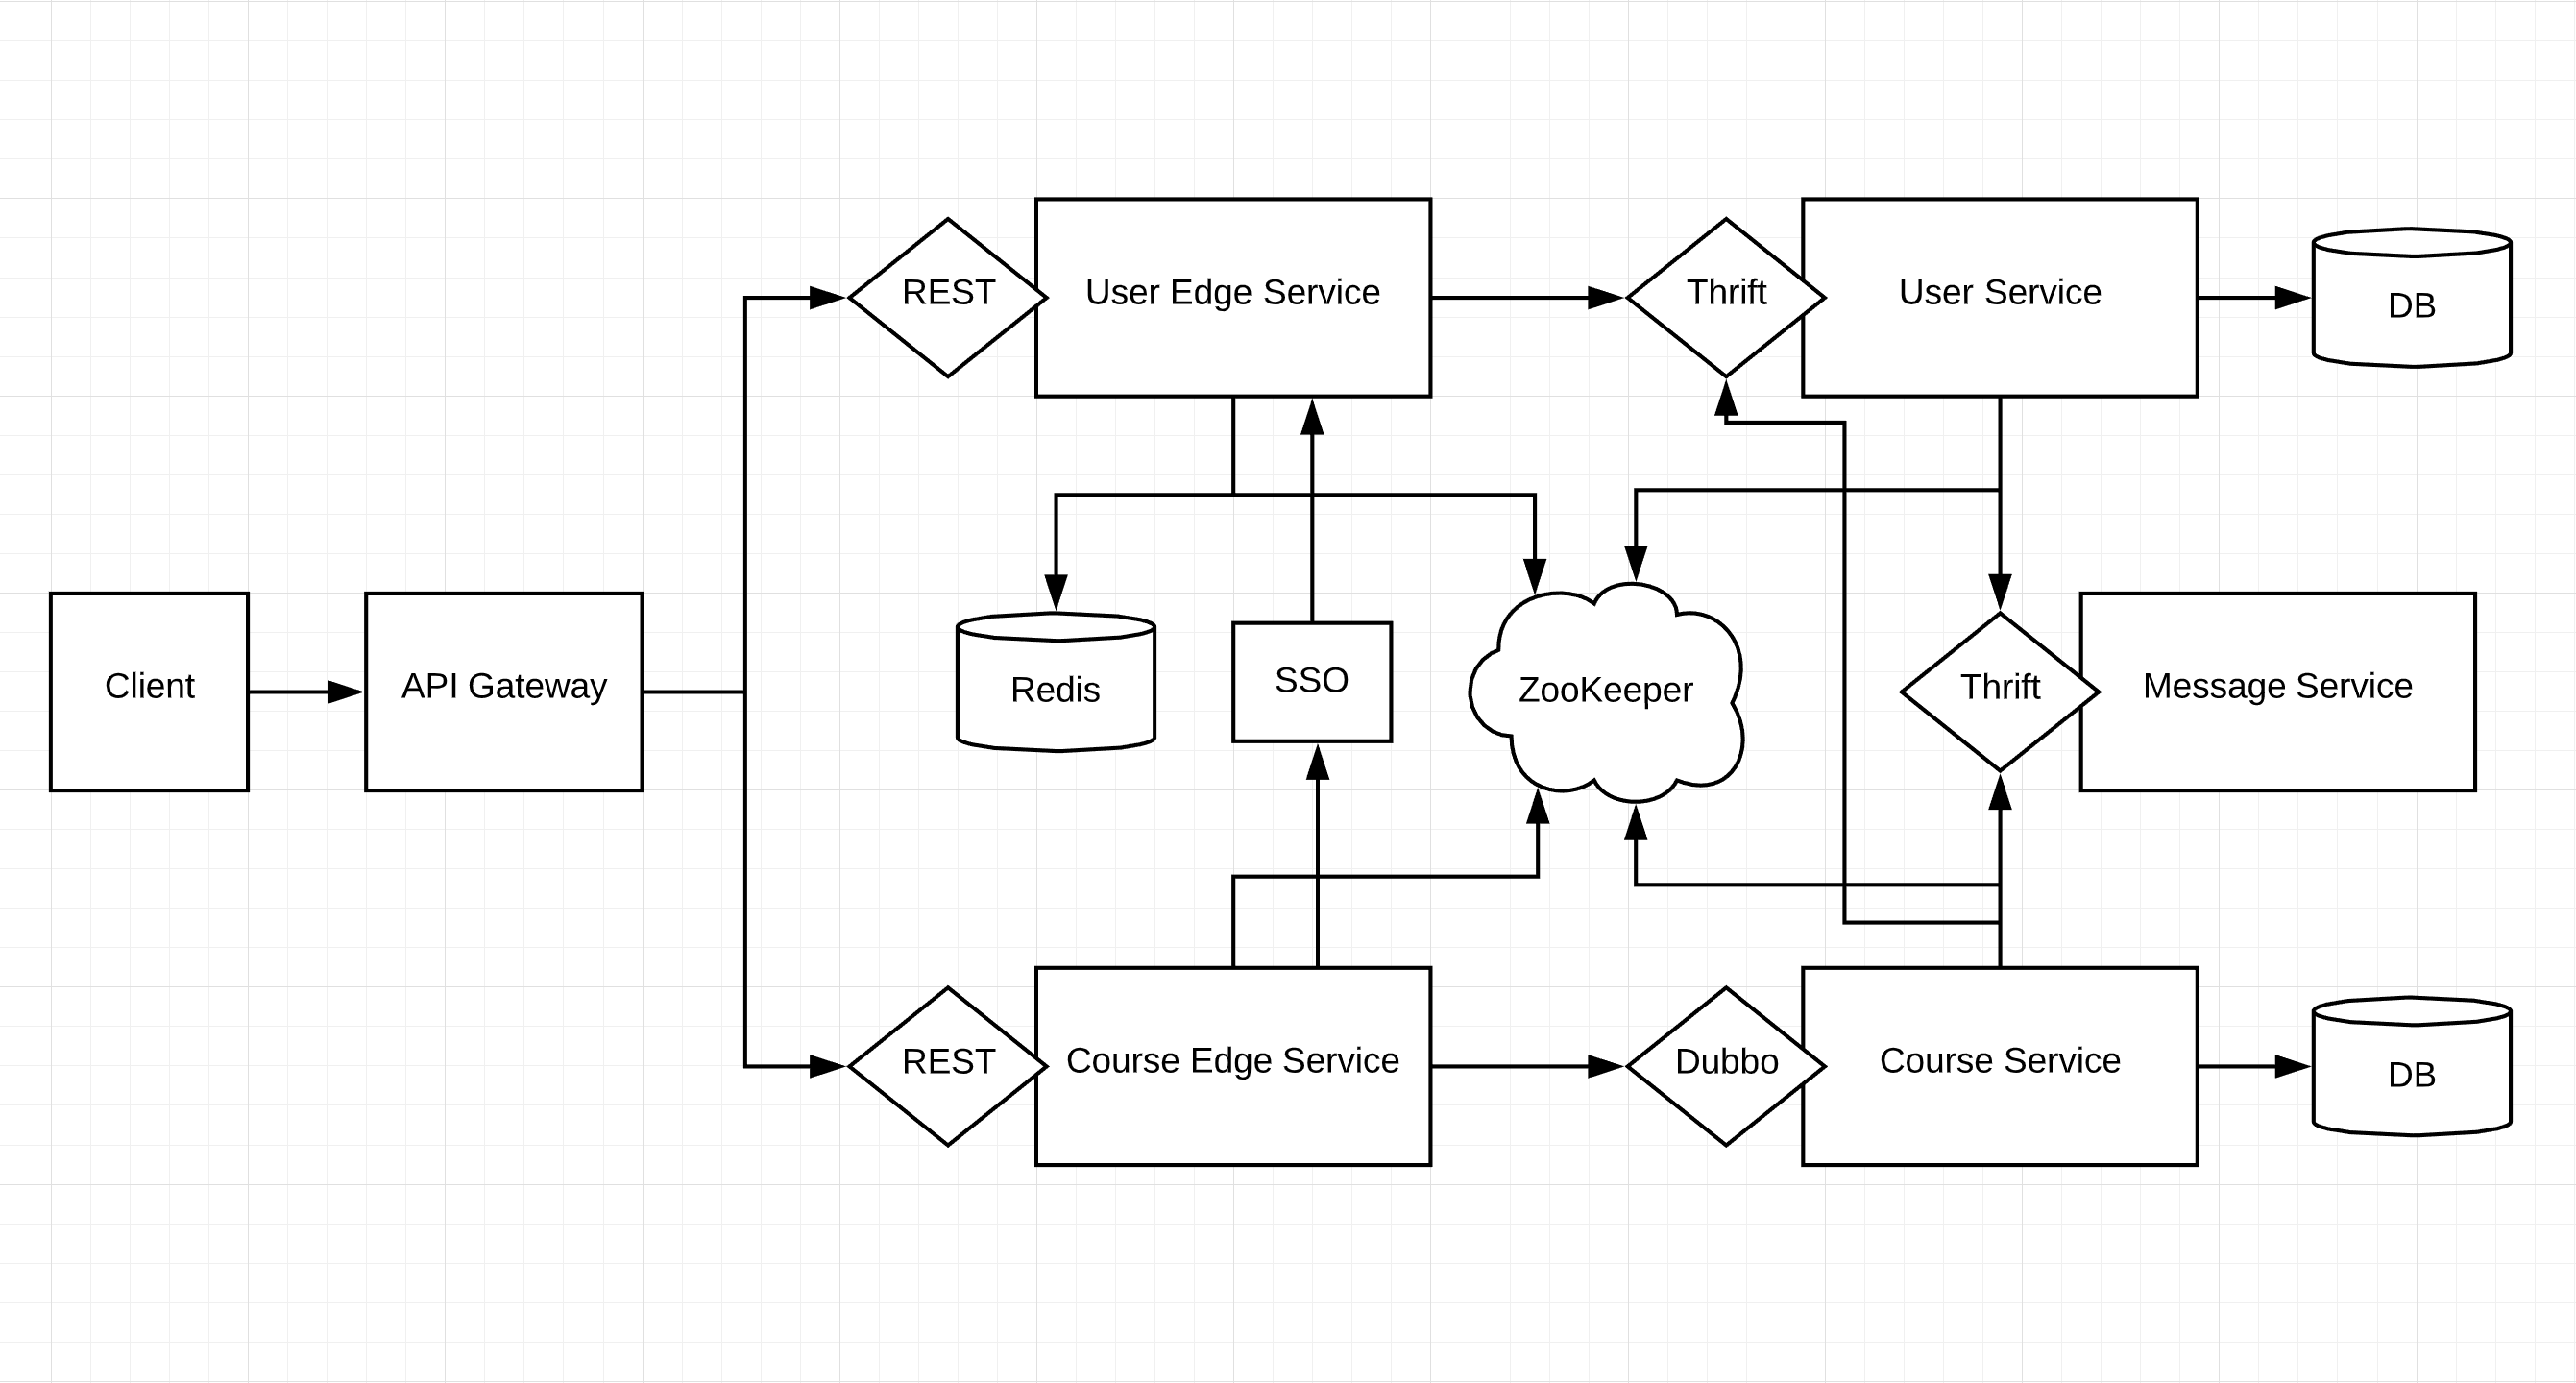 REST
User Edge Service
Thrift
User Service
DB
Client
API Gateway
Redis
SSO
ZooKeeper
Thrift
Message Service
REST
Course Edge Service
Dubbo
Course Service
DB